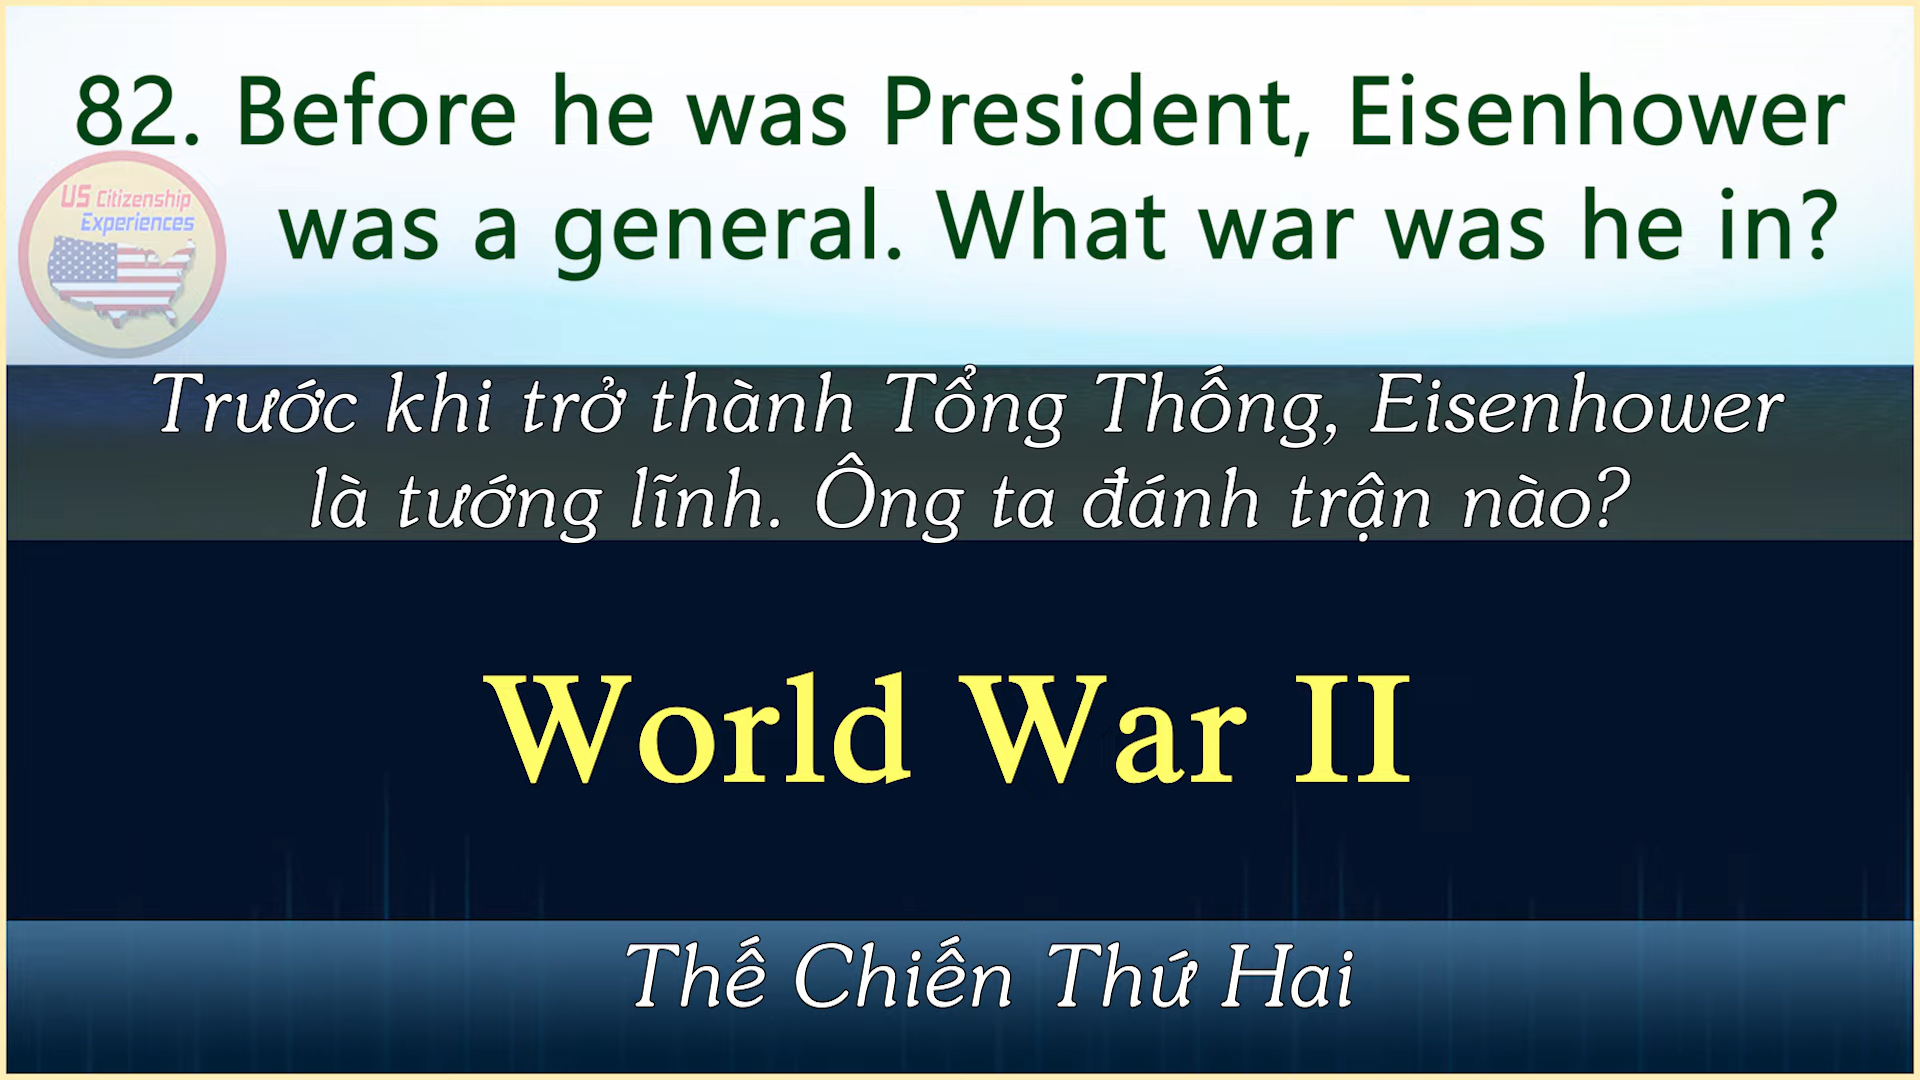 82. Before he was President, Eisenhower
was a general. What war was he in?
US Citizenship
Experiences
Trước khi trở thành Tổng Thống, Eisenhower
là tướng lĩnh. Ông ta đánh trận nào?
World War II
Thế Chiến Thứ Hai